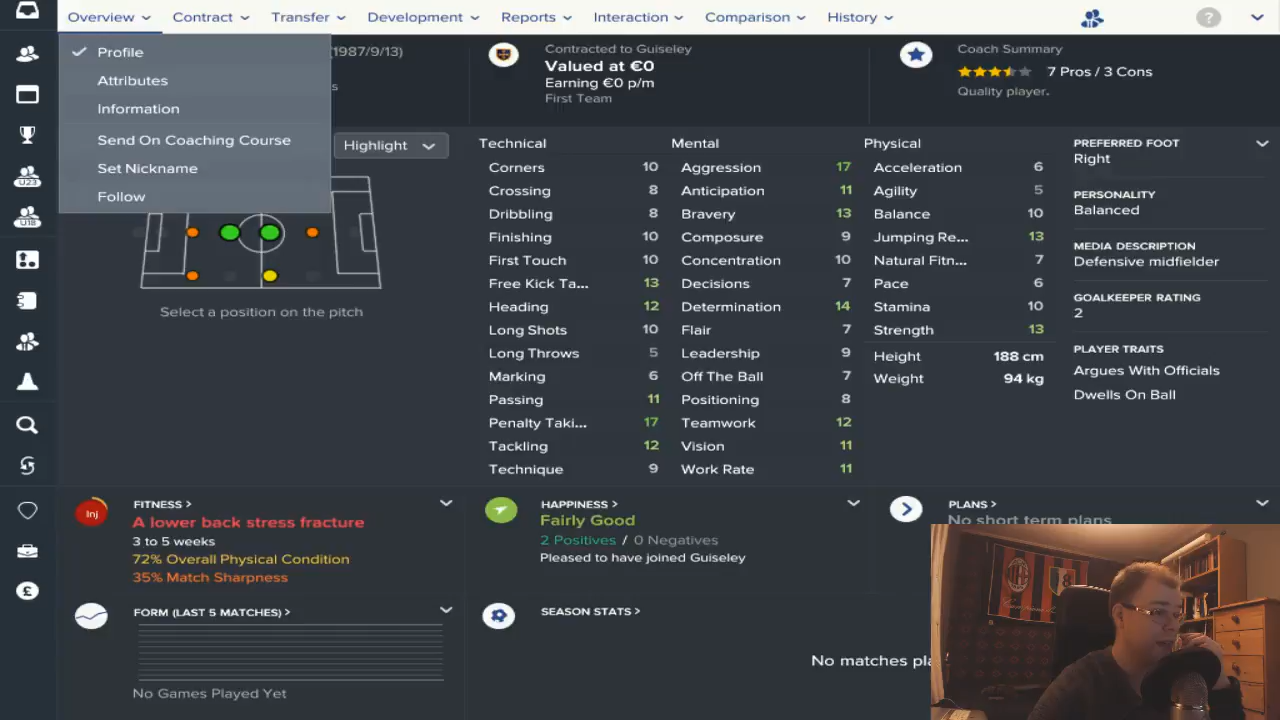 Overview Contract Transfer Development Reports Interaction Comparison History ?
Profile
Attributes
Information
Send On Coaching Course
Set Nickname
Follow
(1987/9/13)
s
Contracted to Guiseley
Valued at €0
Earning €0 p/m
First Team
Coach Summary
7 Pros / 3 Cons
Quality player.
U23
U18
Highlight
Select a position on the pitch
Technical
Corners 10
Crossing 8
Dribbling 8
Finishing 10
First Touch 10
Free Kick Ta... 13
Heading 12
Long Shots 10
Long Throws 5
Marking 6
Passing 11
Penalty Taki... 17
Tackling 12
Technique 9
Mental
Aggression 17
Anticipation 11
Bravery 13
Composure 9
Concentration 10
Decisions 7
Determination 14
Flair 7
Leadership 9
Off The Ball 7
Positioning 8
Teamwork 12
Vision 11
Work Rate 11
Physical
Acceleration 6
Agility 5
Balance 10
Jumping Re... 13
Natural Fitn... 7
Pace 6
Stamina 10
Strength 13
Height 188 cm
Weight 94 kg
PREFERRED FOOT
Right
PERSONALITY
Balanced
MEDIA DESCRIPTION
Defensive midfielder
GOALKEEPER RATING
2
PLAYER TRAITS
Argues With Officials
Dwells On Ball
Inj
FITNESS >
A lower back stress fracture
3 to 5 weeks
72% Overall Physical Condition
35% Match Sharpness
HAPPINESS >
Fairly Good
2 Positives / 0 Negatives
Pleased to have joined Guiseley
PLANS >
No short term plans
FORM (LAST 5 MATCHES) >
No Games Played Yet
SEASON STATS >
No matches pla